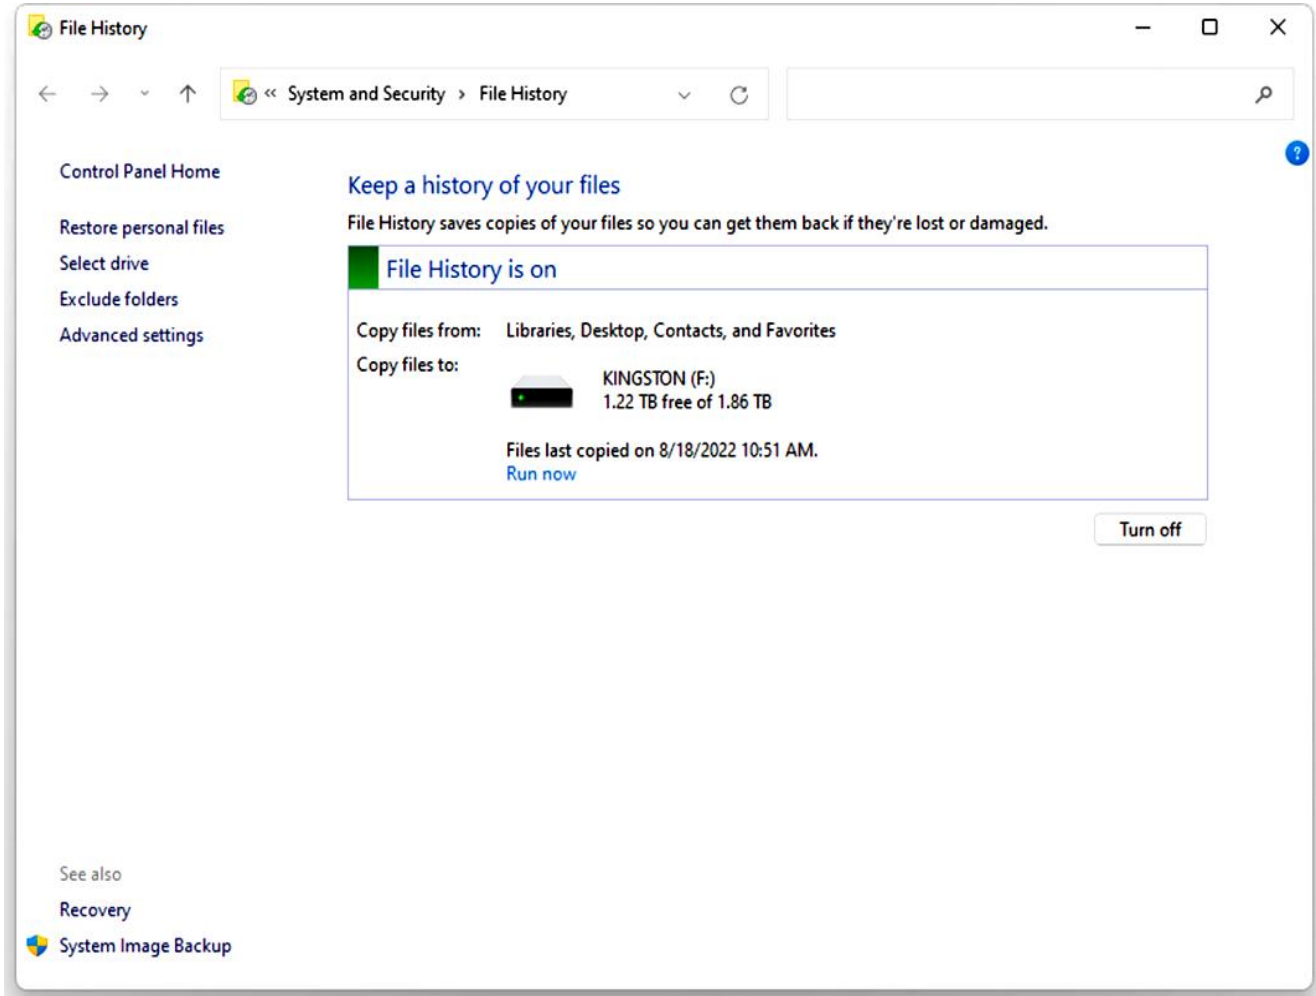 File History
« System and Security › File History
Control Panel Home
Restore personal files
Select drive
Exclude folders
Advanced settings
Keep a history of your files
File History saves copies of your files so you can get them back if they're lost or damaged.
File History is on
Copy files from: Libraries, Desktop, Contacts, and Favorites
Copy files to:
KINGSTON (F:)
1.22 TB free of 1.86 TB
Files last copied on 8/18/2022 10:51 AM.
Run now
Turn off
See also
Recovery
System Image Backup